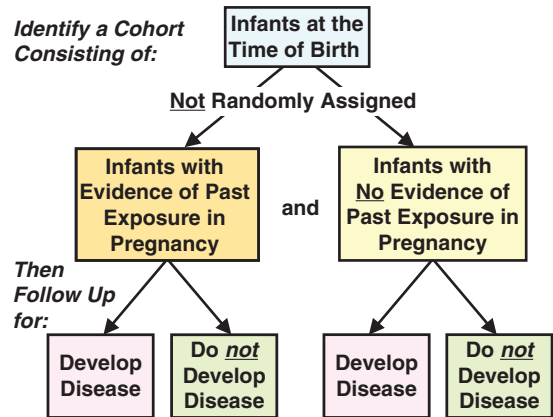 Identify a Cohort
Consisting of:
Infants at the
Time of Birth
Not Randomly Assigned
Infants with
Evidence of Past
Exposure in
Pregnancy
and
Infants with
No Evidence of
Past Exposure in
Pregnancy
Then
Follow Up
for:
Develop
Disease
Do not
Develop
Disease
Develop
Disease
Do not
Develop
Disease